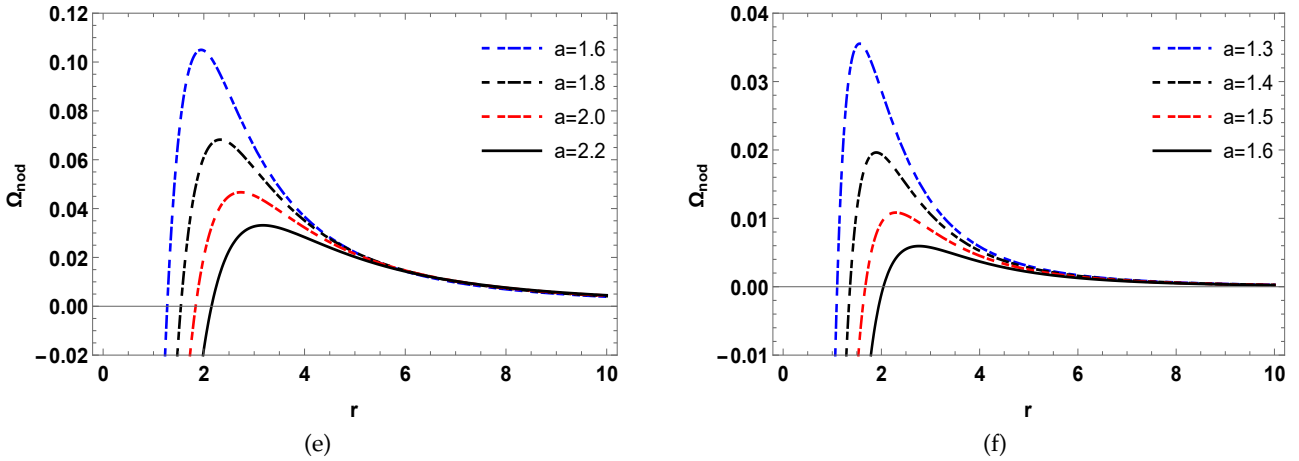 0.12
0.10
0.08
0.06
0.04
0.02
0.00
−0.02
Ω_nod
0 2 4 6 8 10
r
a=1.6
a=1.8
a=2.0
a=2.2
(e)
0.04
0.03
0.02
0.01
0.00
−0.01
Ω_nod
0 2 4 6 8 10
r
a=1.3
a=1.4
a=1.5
a=1.6
(f)